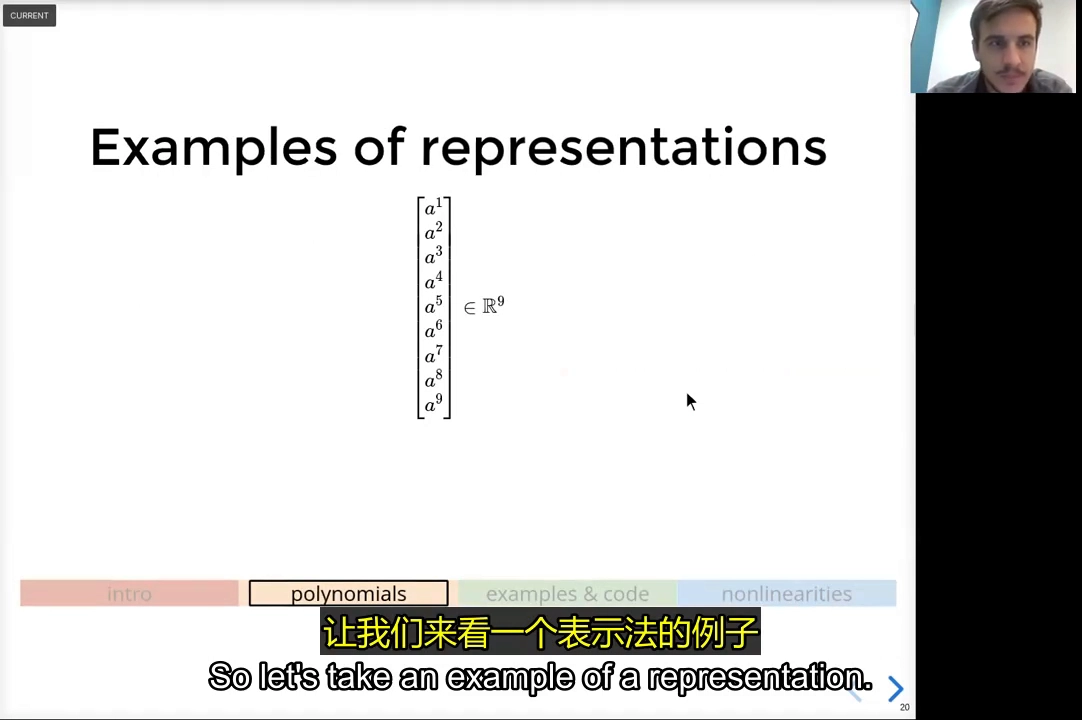 CURRENT
Examples of representations
a¹
a²
a³
a⁴
a⁵ ∈ ℝ⁹
a⁶
a⁷
a⁸
a⁹
intro polynomials examples & code nonlinearities
让我们来看一个表示法的例子
So let's take an example of a representation.
20